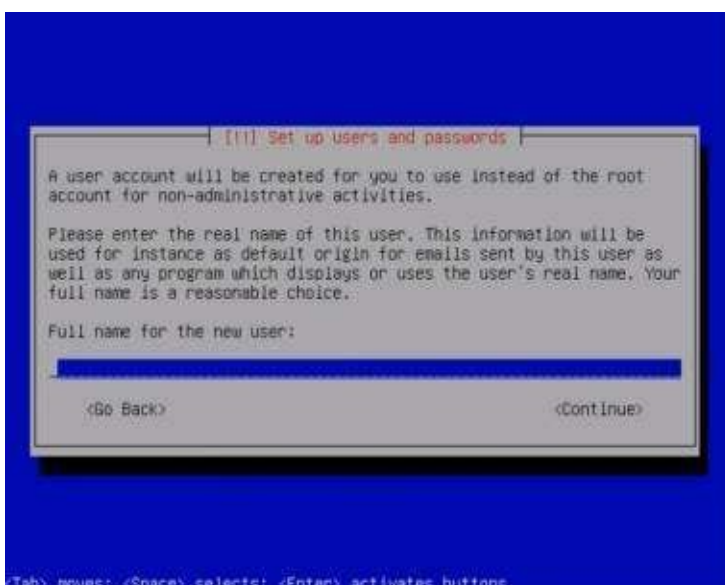 [!!] Set up users and passwords
A user account will be created for you to use instead of the root
account for non-administrative activities.
Please enter the real name of this user. This information will be
used for instance as default origin for emails sent by this user as
well as any program which displays or uses the user's real name. Your
full name is a reasonable choice.
Full name for the new user:
<Go Back> <Continue>
<Tab> moves; <Space> selects; <Enter> activates buttons